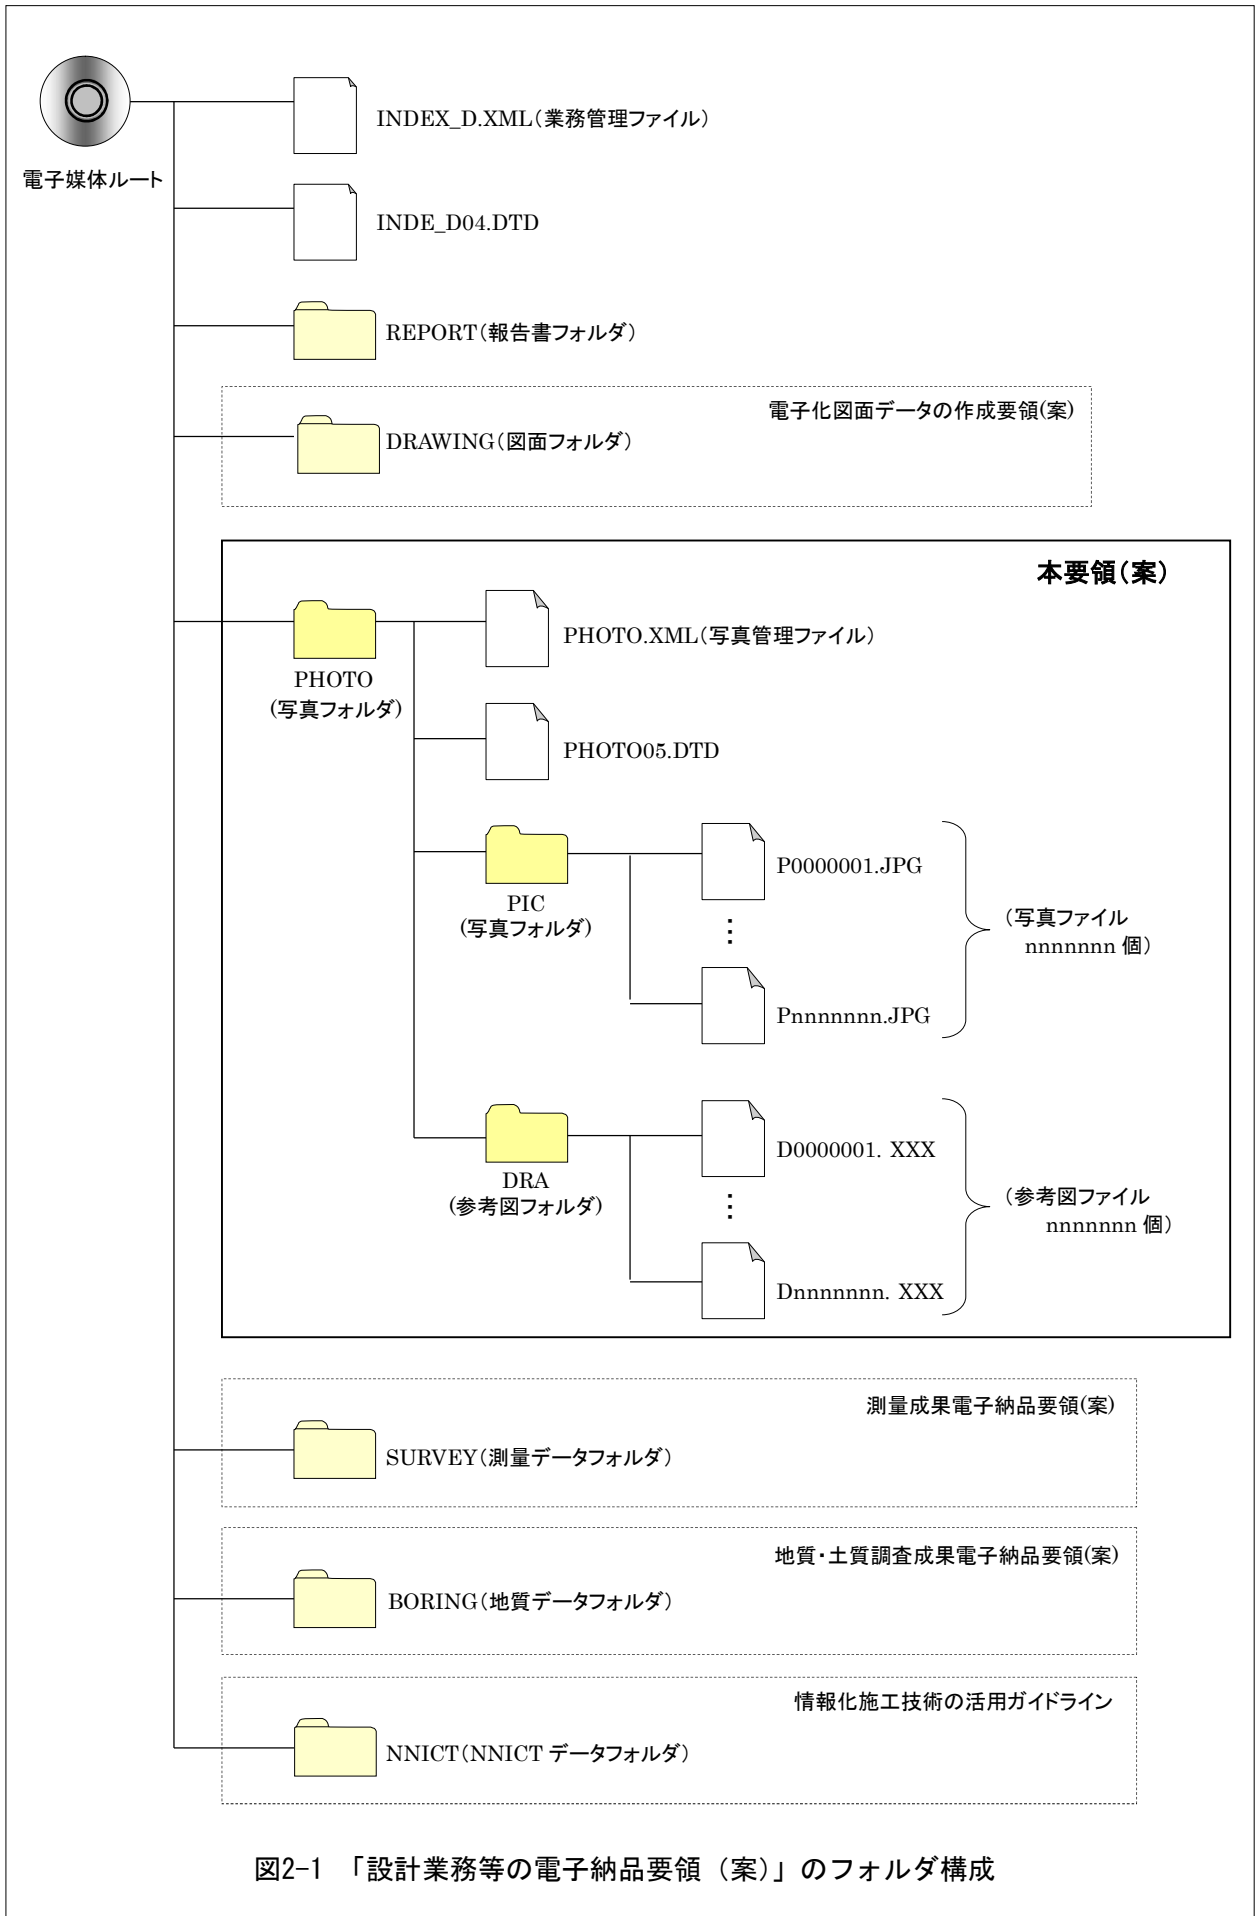 電子媒体ルート
INDEX_D.XML(業務管理ファイル)
INDE_D04.DTD
REPORT(報告書フォルダ)
電子化図面データの作成要領(案)
DRAWING(図面フォルダ)
本要領(案)
PHOTO
(写真フォルダ)
PHOTO.XML(写真管理ファイル)
PHOTO05.DTD
PIC
(写真フォルダ)
P0000001.JPG
⋮
Pnnnnnnn.JPG
(写真ファイル
nnnnnnn 個)
DRA
(参考図フォルダ)
D0000001. XXX
⋮
Dnnnnnnn. XXX
(参考図ファイル
nnnnnnn 個)
測量成果電子納品要領(案)
SURVEY(測量データフォルダ)
地質・土質調査成果電子納品要領(案)
BORING(地質データフォルダ)
情報化施工技術の活用ガイドライン
NNICT(NNICT データフォルダ)
図2-1 「設計業務等の電子納品要領(案)」のフォルダ構成